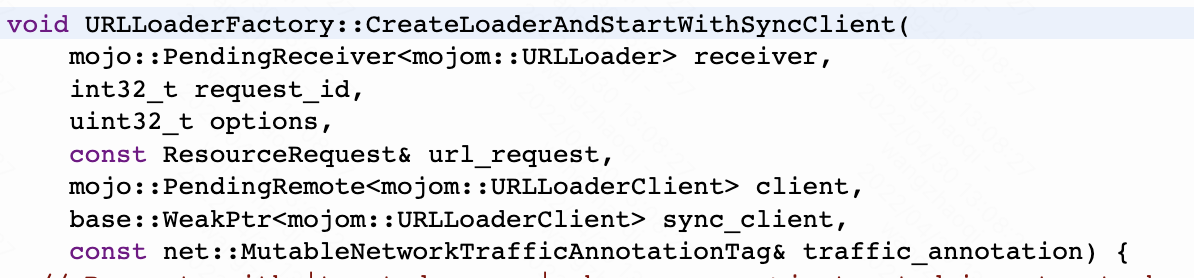 void URLLoaderFactory::CreateLoaderAndStartWithSyncClient(
    mojo::PendingReceiver<mojom::URLLoader> receiver,
    int32_t request_id,
    uint32_t options,
    const ResourceRequest& url_request,
    mojo::PendingRemote<mojom::URLLoaderClient> client,
    base::WeakPtr<mojom::URLLoaderClient> sync_client,
    const net::MutableNetworkTrafficAnnotationTag& traffic_annotation) {